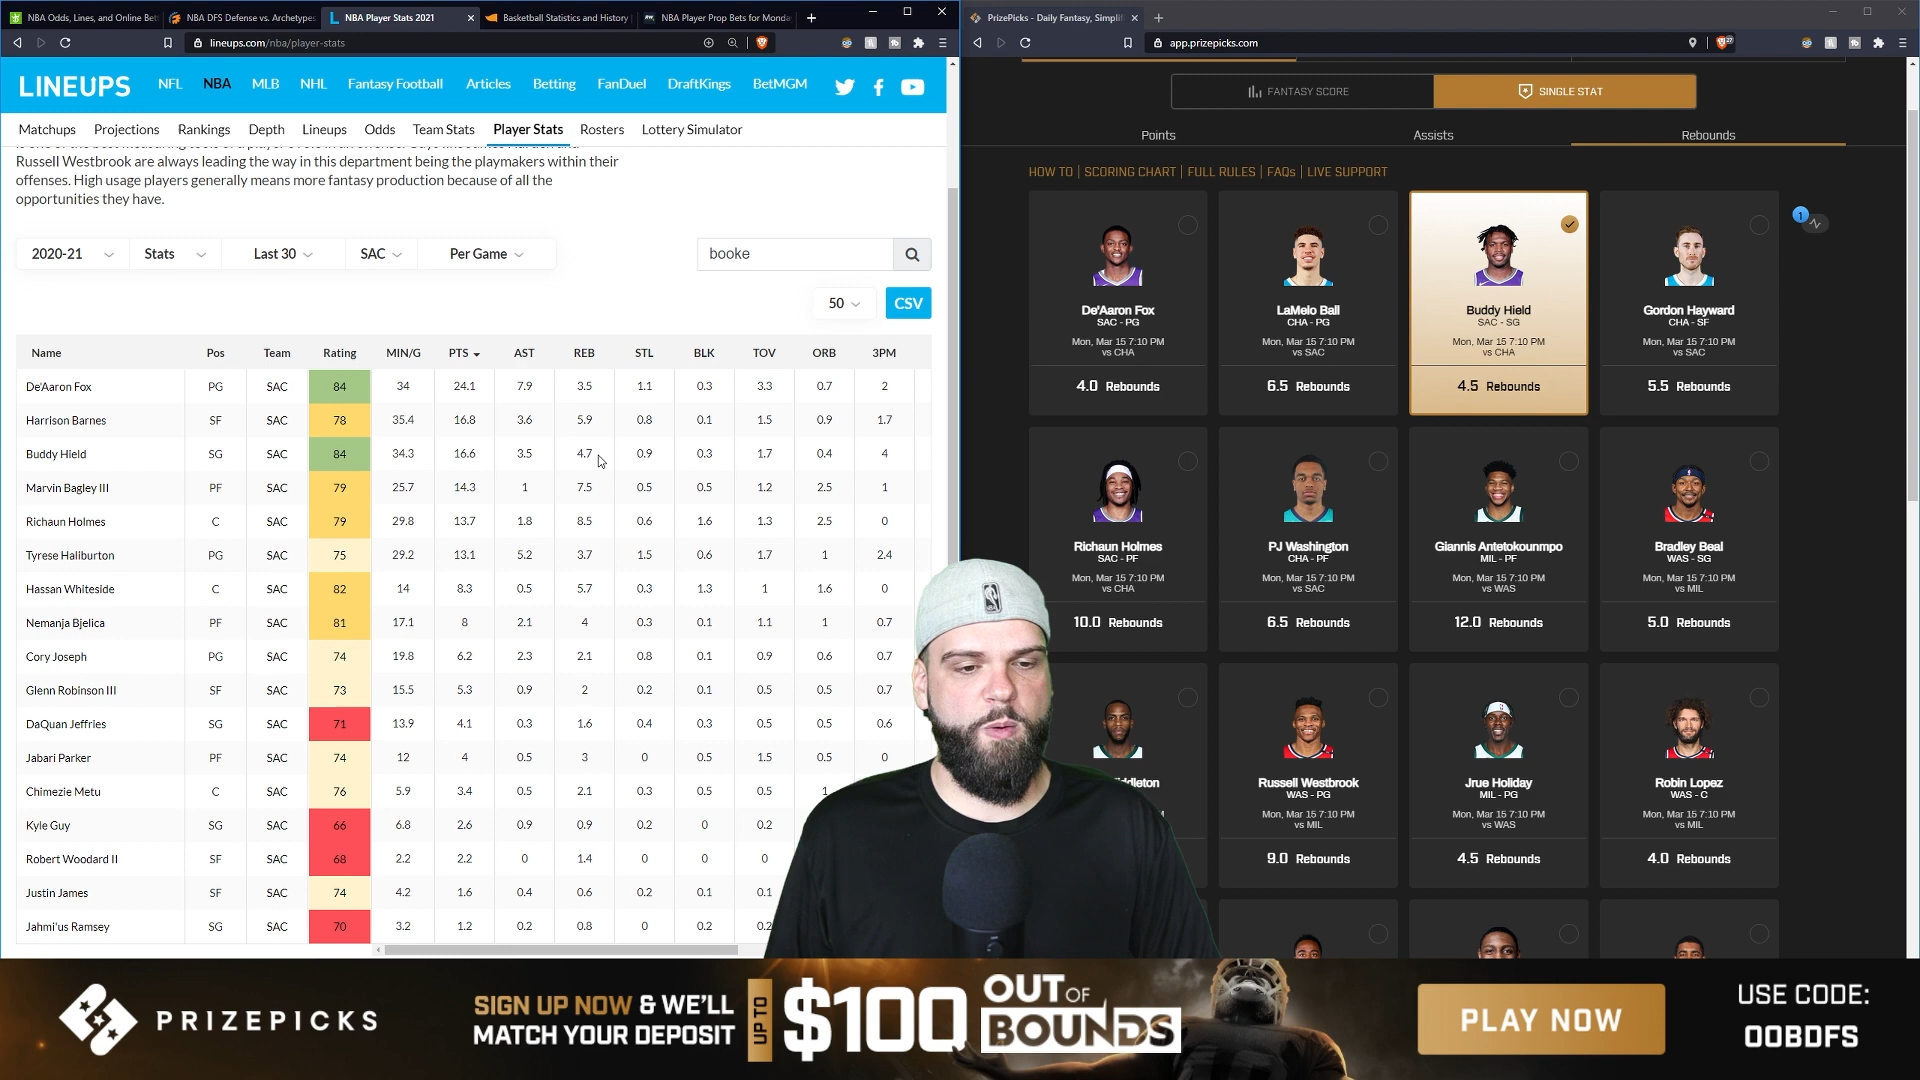 NBA Odds, Lines, and Online Bet
NBA DFS Defense vs. Archetypes
NBA Player Stats 2021
Basketball Statistics and History
NBA Player Prop Bets for Monda
lineups.com/nba/player-stats
PrizePicks - Daily Fantasy, Simplif
app.prizepicks.com
LINEUPS
NFL NBA MLB NHL Fantasy Football Articles Betting FanDuel DraftKings BetMGM
Matchups Projections Rankings Depth Lineups Odds Team Stats Player Stats Rosters Lottery Simulator
Russell Westbrook are always leading the way in this department being the playmakers within their
offenses. High usage players generally means more fantasy production because of all the
opportunities they have.
2020-21 Stats Last 30 SAC Per Game booke
50 CSV
Name Pos Team Rating MIN/G PTS AST REB STL BLK TOV ORB 3PM
De'Aaron Fox PG SAC 84 34 24.1 7.9 3.5 1.1 0.3 3.3 0.7 2
Harrison Barnes SF SAC 78 35.4 16.8 3.6 5.9 0.8 0.1 1.5 0.9 1.7
Buddy Hield SG SAC 84 34.3 16.6 3.5 4.7 0.9 0.3 1.7 0.4 4
Marvin Bagley III PF SAC 79 25.7 14.3 1 7.5 0.5 0.5 1.2 2.5 1
Richaun Holmes C SAC 79 29.8 13.7 1.8 8.5 0.6 1.6 1.3 2.5 0
Tyrese Haliburton PG SAC 75 29.2 13.1 5.2 3.7 1.5 0.6 1.7 1 2.4
Hassan Whiteside C SAC 82 14 8.3 0.5 5.7 0.3 1.3 1 1.6 0
Nemanja Bjelica PF SAC 81 17.1 8 2.1 4 0.3 0.1 1.1 1 0.7
Cory Joseph PG SAC 74 19.8 6.2 2.3 2.1 0.8 0.1 0.9 0.6 0.7
Glenn Robinson III SF SAC 73 15.5 5.3 0.9 2 0.2 0.1 0.5 0.5 0.7
DaQuan Jeffries SG SAC 71 13.9 4.1 0.3 1.6 0.4 0.3 0.5 0.5 0.6
Jabari Parker PF SAC 74 12 4 0.5 3 0 0.5 1.5 0.5 0
Chimezie Metu C SAC 76 5.9 3.4 0.5 2.1 0.3 0.5 0.5 1
Kyle Guy SG SAC 66 6.8 2.6 0.9 0.9 0.2 0 0.2
Robert Woodard II SF SAC 68 2.2 2.2 0 1.4 0 0 0
Justin James SF SAC 74 4.2 1.6 0.4 0.6 0.2 0.1 0.1
Jahmi'us Ramsey SG SAC 70 3.2 1.2 0.2 0.8 0 0.2 0.2
FANTASY SCORE SINGLE STAT
Points Assists Rebounds
HOW TO | SCORING CHART | FULL RULES | FAQs | LIVE SUPPORT
1
De'Aaron Fox
SAC - PG
Mon, Mar 15 7:10 PM
vs CHA
4.0 Rebounds
LaMelo Ball
CHA - PG
Mon, Mar 15 7:10 PM
vs SAC
6.5 Rebounds
Buddy Hield
SAC - SG
Mon, Mar 15 7:10 PM
vs CHA
4.5 Rebounds
Gordon Hayward
CHA - SF
Mon, Mar 15 7:10 PM
vs SAC
5.5 Rebounds
Richaun Holmes
SAC - PF
Mon, Mar 15 7:10 PM
vs CHA
10.0 Rebounds
PJ Washington
CHA - PF
Mon, Mar 15 7:10 PM
vs SAC
6.5 Rebounds
Giannis Antetokounmpo
MIL - PF
Mon, Mar 15 7:10 PM
vs WAS
12.0 Rebounds
Bradley Beal
WAS - SG
Mon, Mar 15 7:10 PM
vs MIL
5.0 Rebounds
Russell Westbrook
WAS - PG
Mon, Mar 15 7:10 PM
vs MIL
9.0 Rebounds
Jrue Holiday
MIL - PG
Mon, Mar 15 7:10 PM
vs WAS
4.5 Rebounds
Robin Lopez
WAS - C
Mon, Mar 15 7:10 PM
vs MIL
4.0 Rebounds
PRIZEPICKS
SIGN UP NOW & WE'LL
MATCH YOUR DEPOSIT
UP TO
$100
OUT OF
BOUNDS
PLAY NOW
USE CODE:
OOBDFS